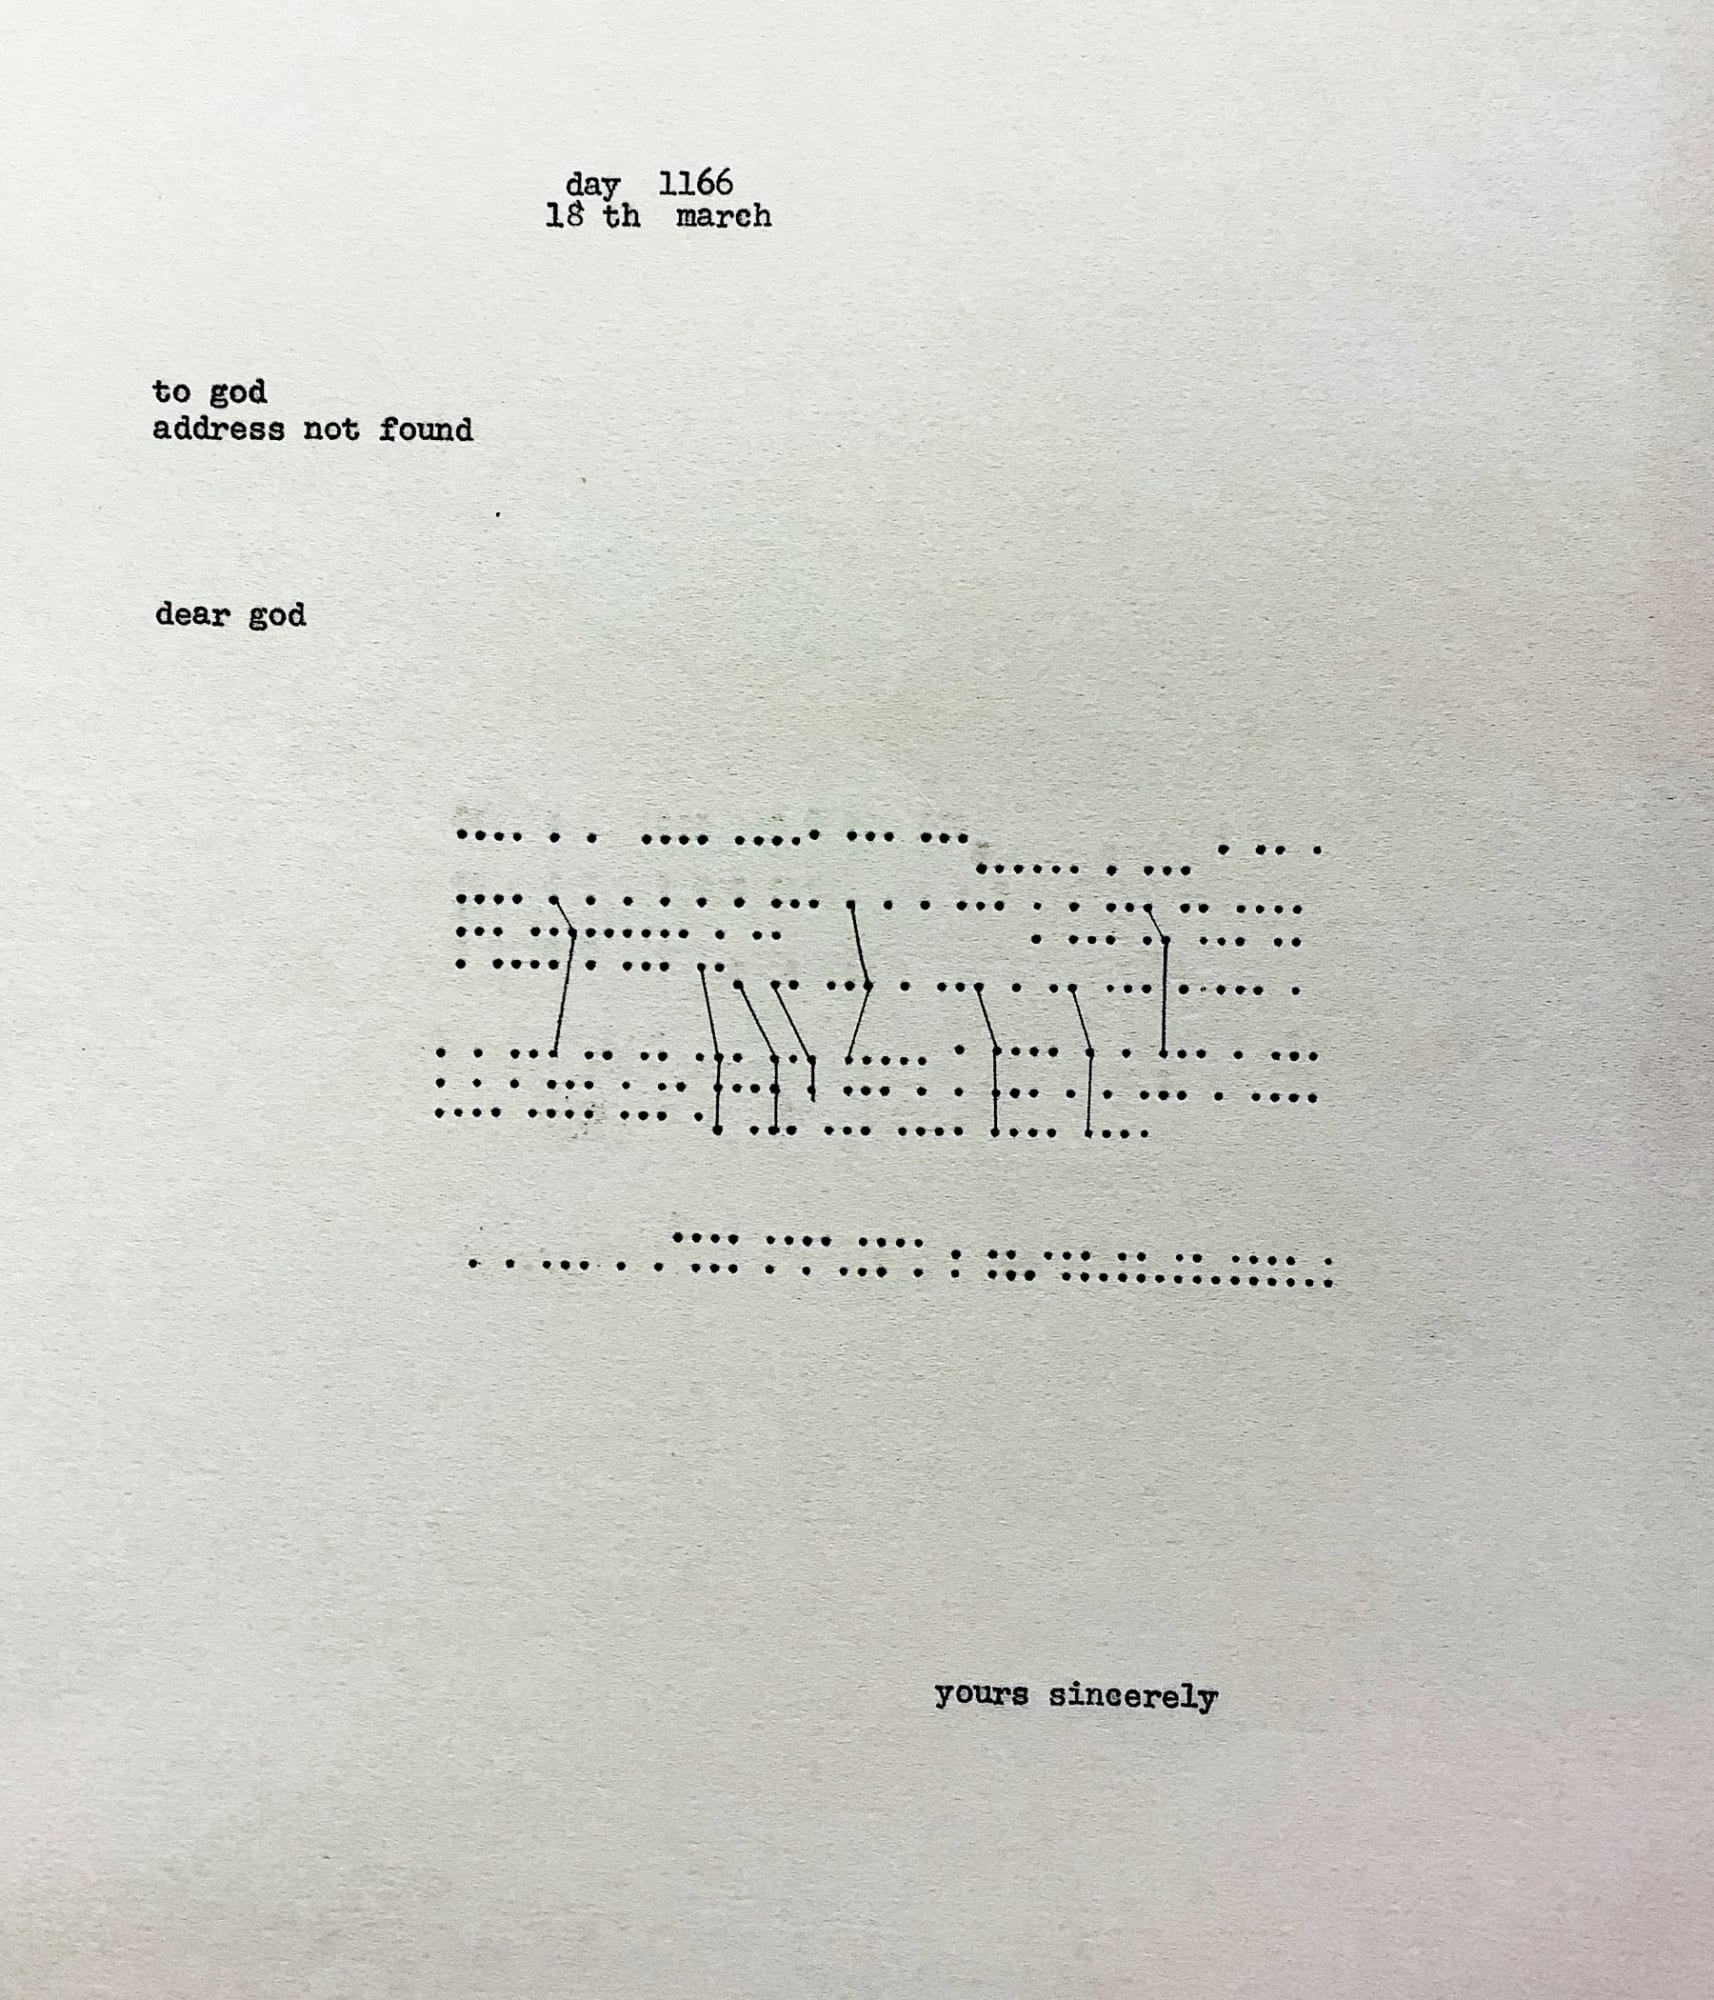 day 1166
18 th march
to god
address not found
dear god
yours sincerely